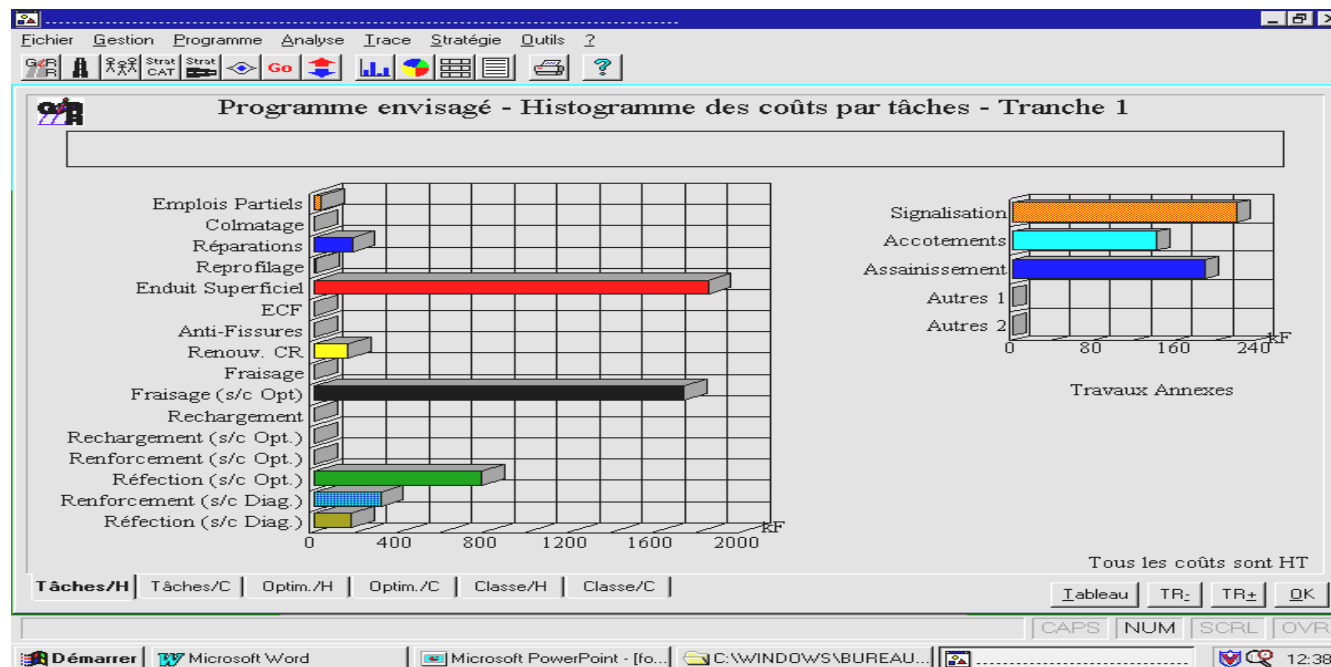 Fichier Gestion Programme Analyse Trace Stratégie Outils ?
Strat CAT Strat Go
Programme envisagé - Histogramme des coûts par tâches - Tranche 1
Emplois Partiels
Colmatage
Réparations
Reprofilage
Enduit Superficiel
ECF
Anti-Fissures
Renouv. CR
Fraisage
Fraisage (s/c Opt)
Rechargement
Rechargement (s/c Opt.)
Renforcement (s/c Opt.)
Réfection (s/c Opt.)
Renforcement (s/c Diag.)
Réfection (s/c Diag.)
kF
0 400 800 1200 1600 2000
Signalisation
Accotements
Assainissement
Autres 1
Autres 2
kF
0 80 160 240
Travaux Annexes
Tous les coûts sont HT
Tâches/H Tâches/C Optim./H Optim./C Classe/H Classe/C
Tableau TR- TR+ OK
CAPS NUM SCRL OVR
Démarrer Microsoft Word Microsoft PowerPoint - [fo... C:\WINDOWS\BUREAU... 12:38